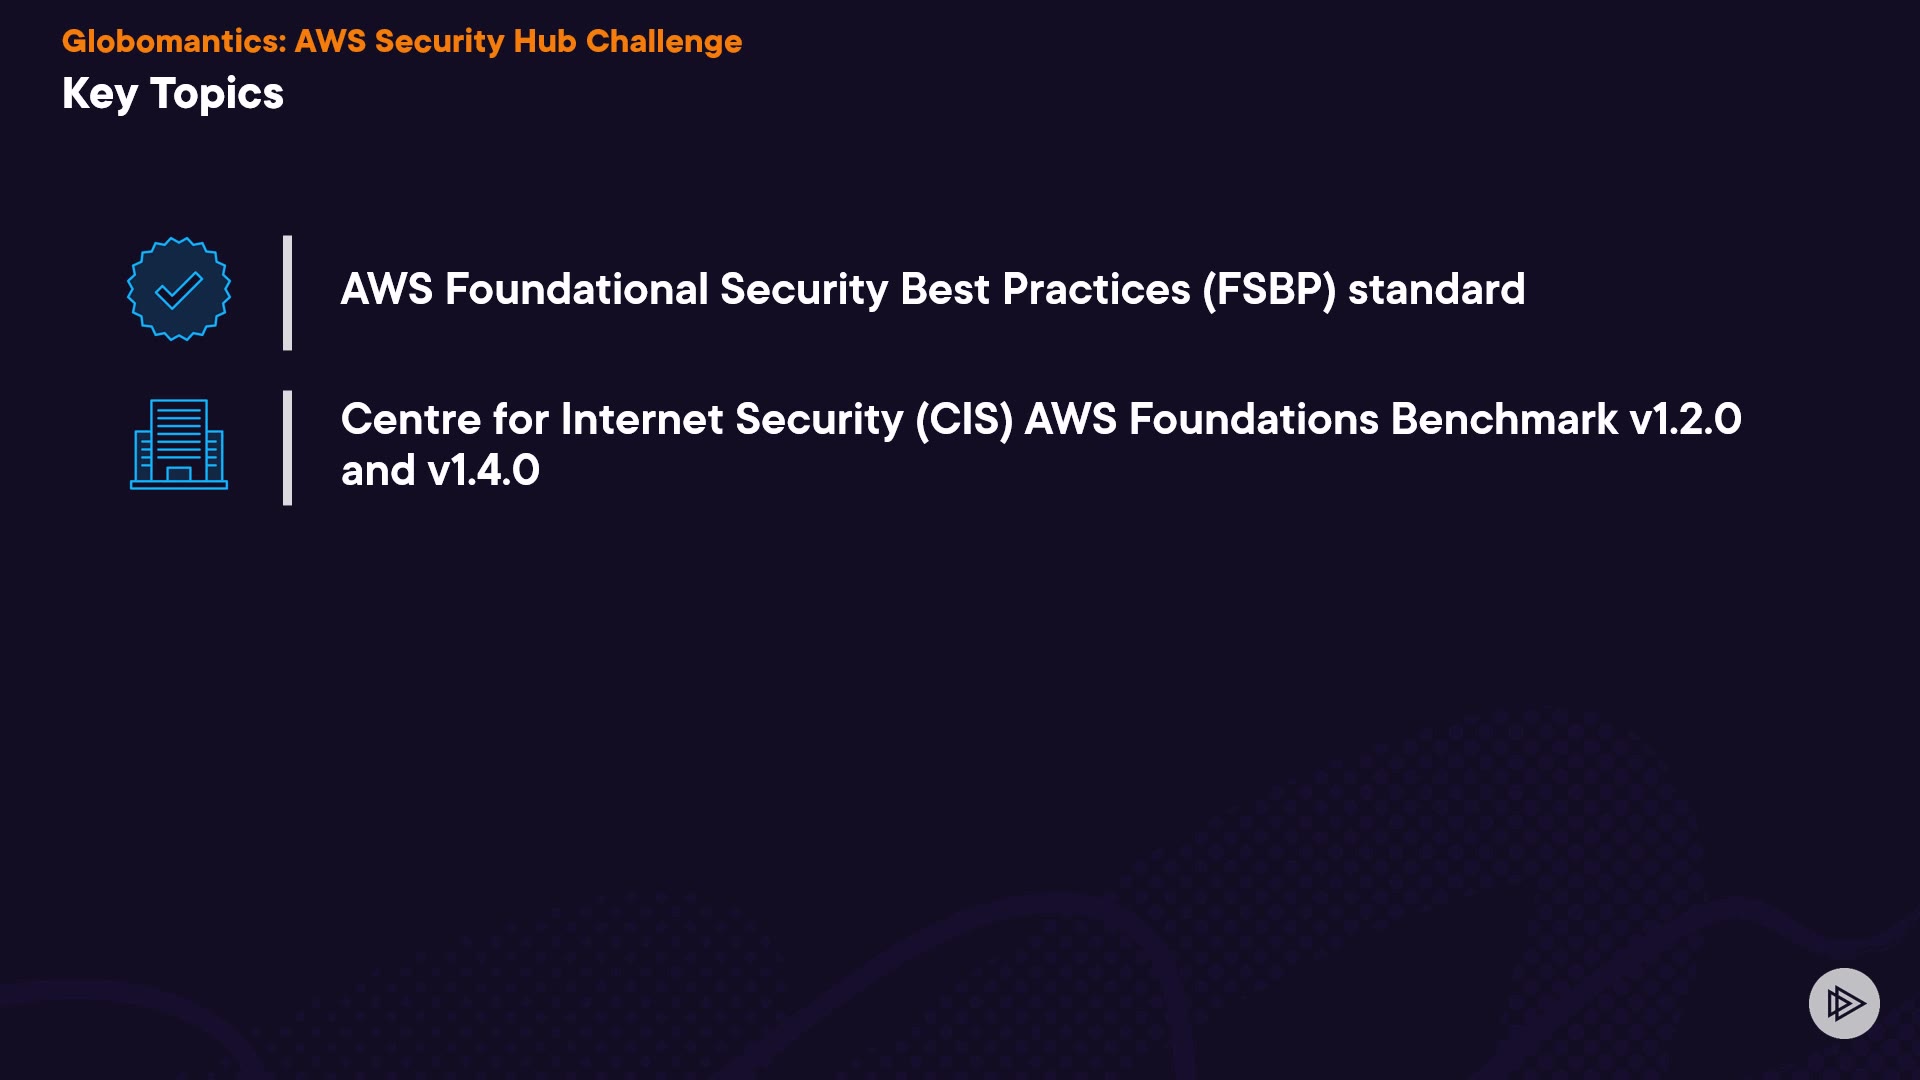 Globomantics: AWS Security Hub Challenge
Key Topics
AWS Foundational Security Best Practices (FSBP) standard
Centre for Internet Security (CIS) AWS Foundations Benchmark v1.2.0
and v1.4.0